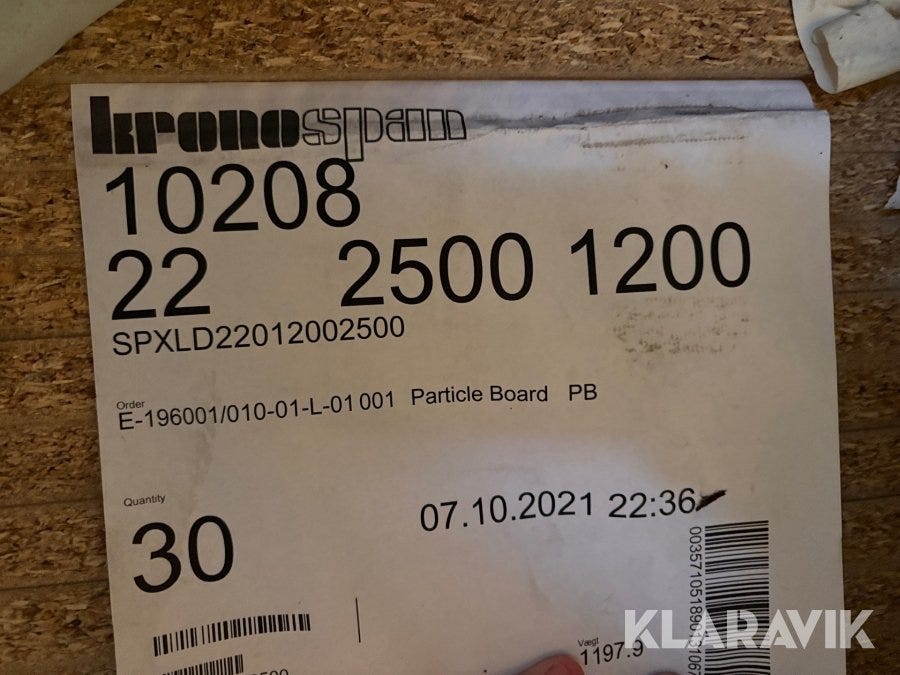 kronospan
10208
22 2500 1200
SPXLD22012002500
Order
E-196001/010-01-L-01 001 Particle Board PB
Quantity
30
07.10.2021 22:36
Vægt
1197.9
KLARAVIK